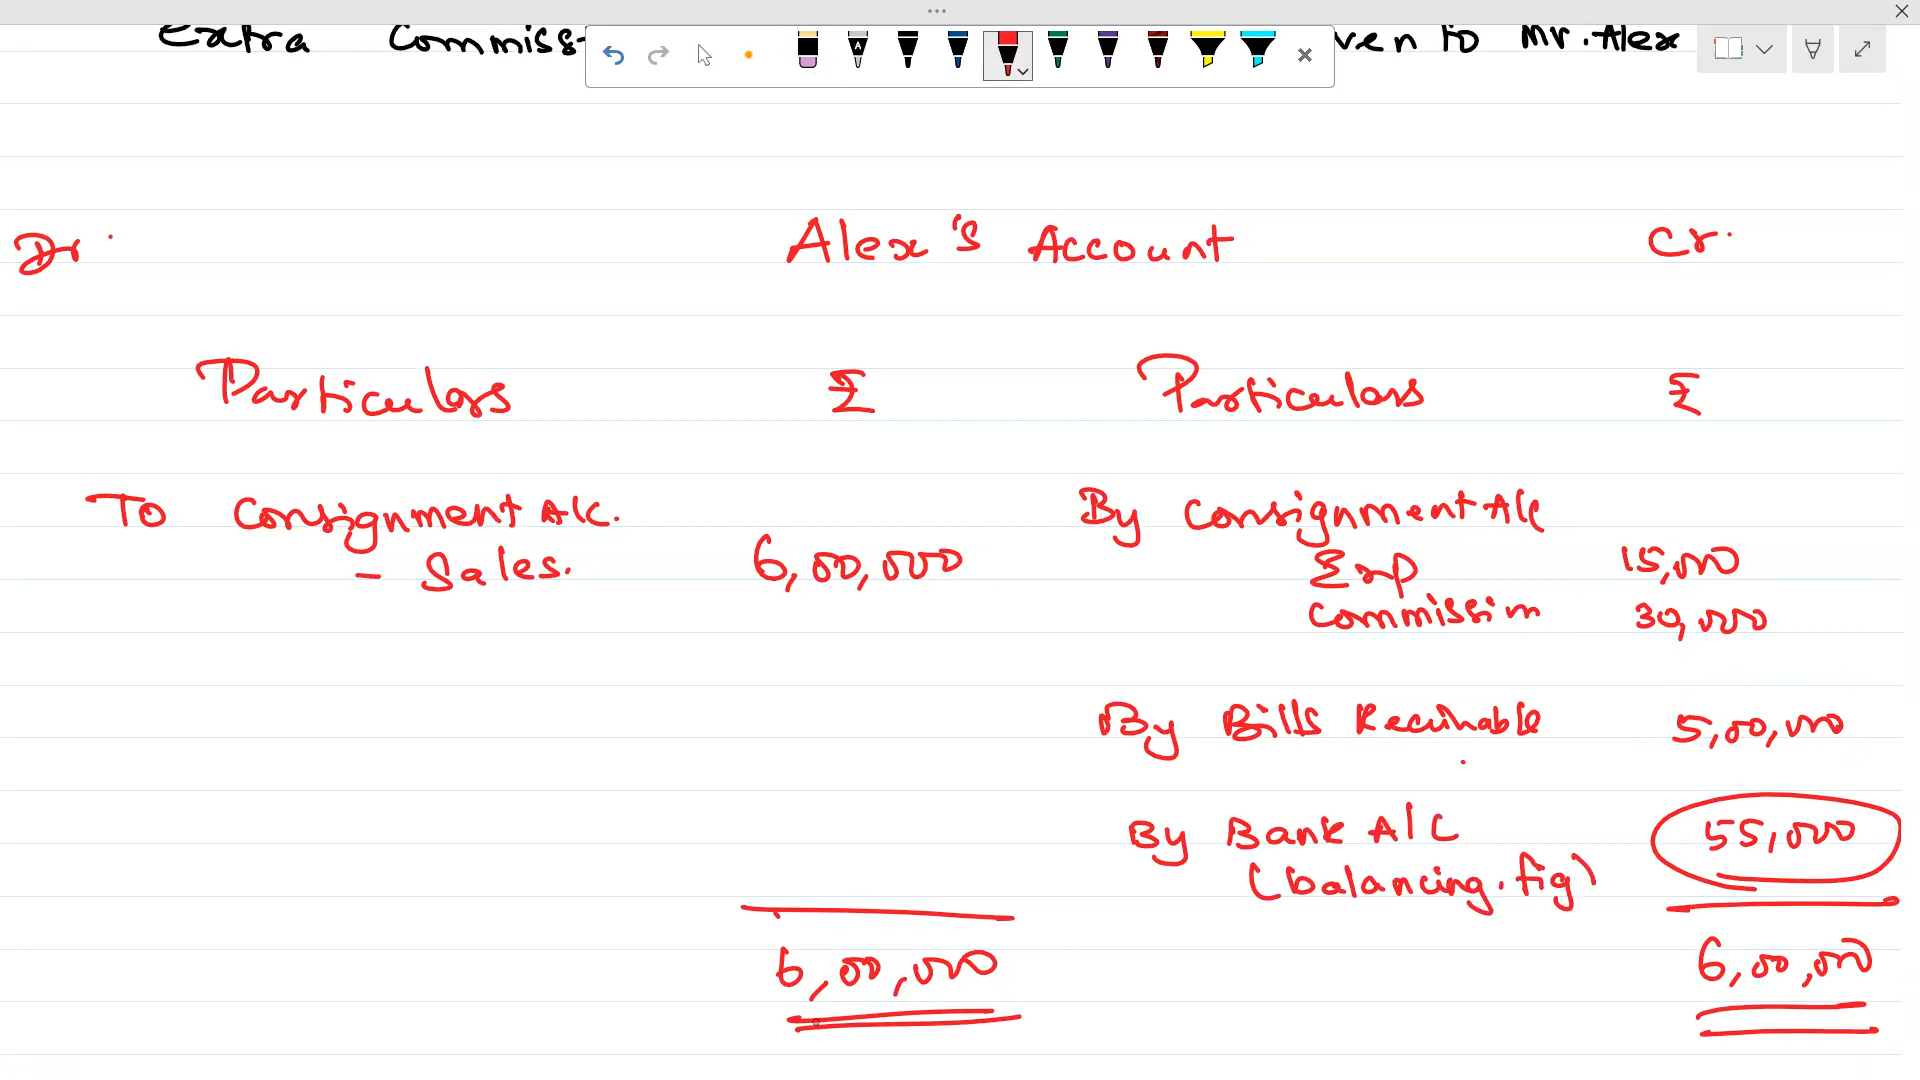 Extra Commiss ven to Mr. Alex
Dr. Alex's Account Cr.
Particulars ₹ Particulars ₹
To Consignment A/c. By Consignment A/c
- Sales. 6,00,000 Exp 15,000
Commission 30,000
By Bills Receivable 5,00,000
By Bank A/C 55,000
(balancing.fig)
6,00,000 6,00,000